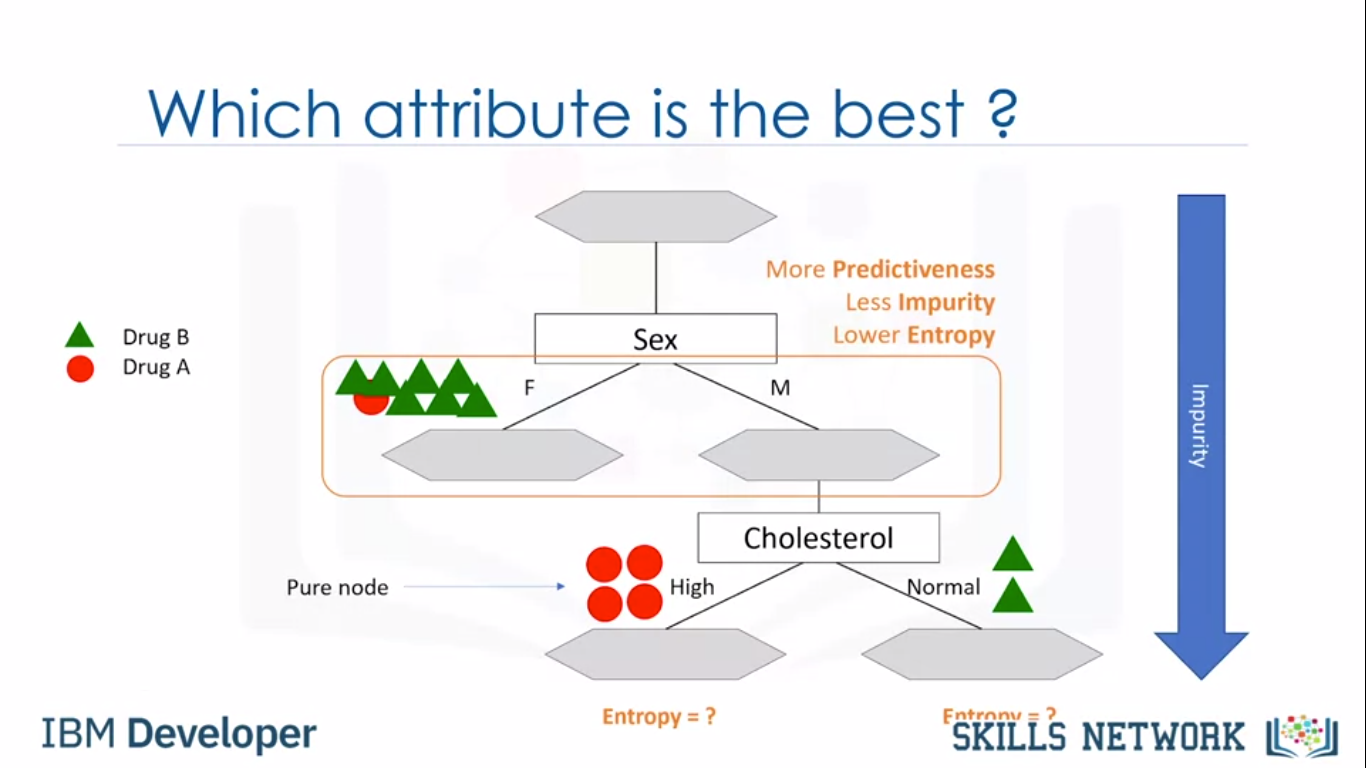 Which attribute is the best ?
More Predictiveness
Less Impurity
Lower Entropy
Sex
Drug B
Drug A
F
M
Impurity
Cholesterol
Pure node
High
Normal
Entropy = ?
Entropy = ?
IBM Developer
SKILLS NETWORK